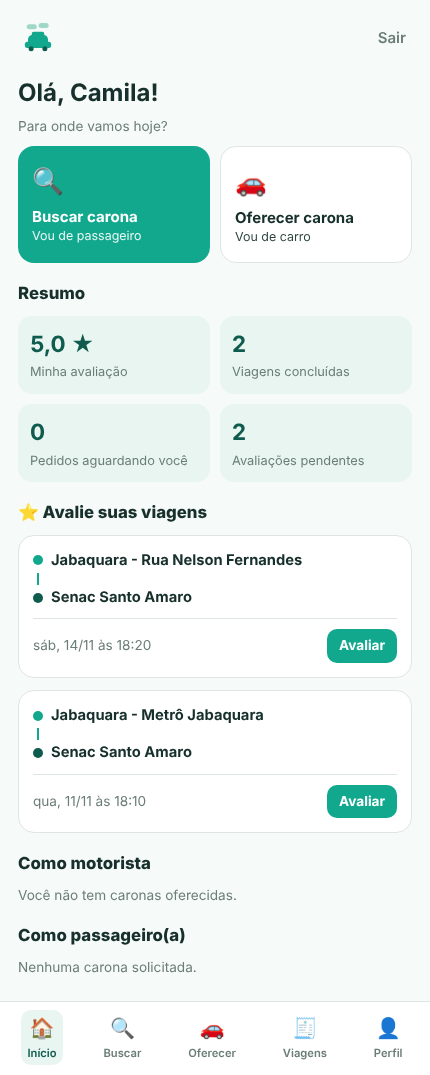 Sair
Olá, Camila!
Para onde vamos hoje?
Buscar carona
Vou de passageiro
Oferecer carona
Vou de carro
Resumo
5,0 ★
Minha avaliação
2
Viagens concluídas
0
Pedidos aguardando você
2
Avaliações pendentes
⭐ Avalie suas viagens
Jabaquara - Rua Nelson Fernandes
Senac Santo Amaro
sáb, 14/11 às 18:20
Avaliar
Jabaquara - Metrô Jabaquara
Senac Santo Amaro
qua, 11/11 às 18:10
Avaliar
Como motorista
Você não tem caronas oferecidas.
Como passageiro(a)
Nenhuma carona solicitada.
Início
Buscar
Oferecer
Viagens
Perfil